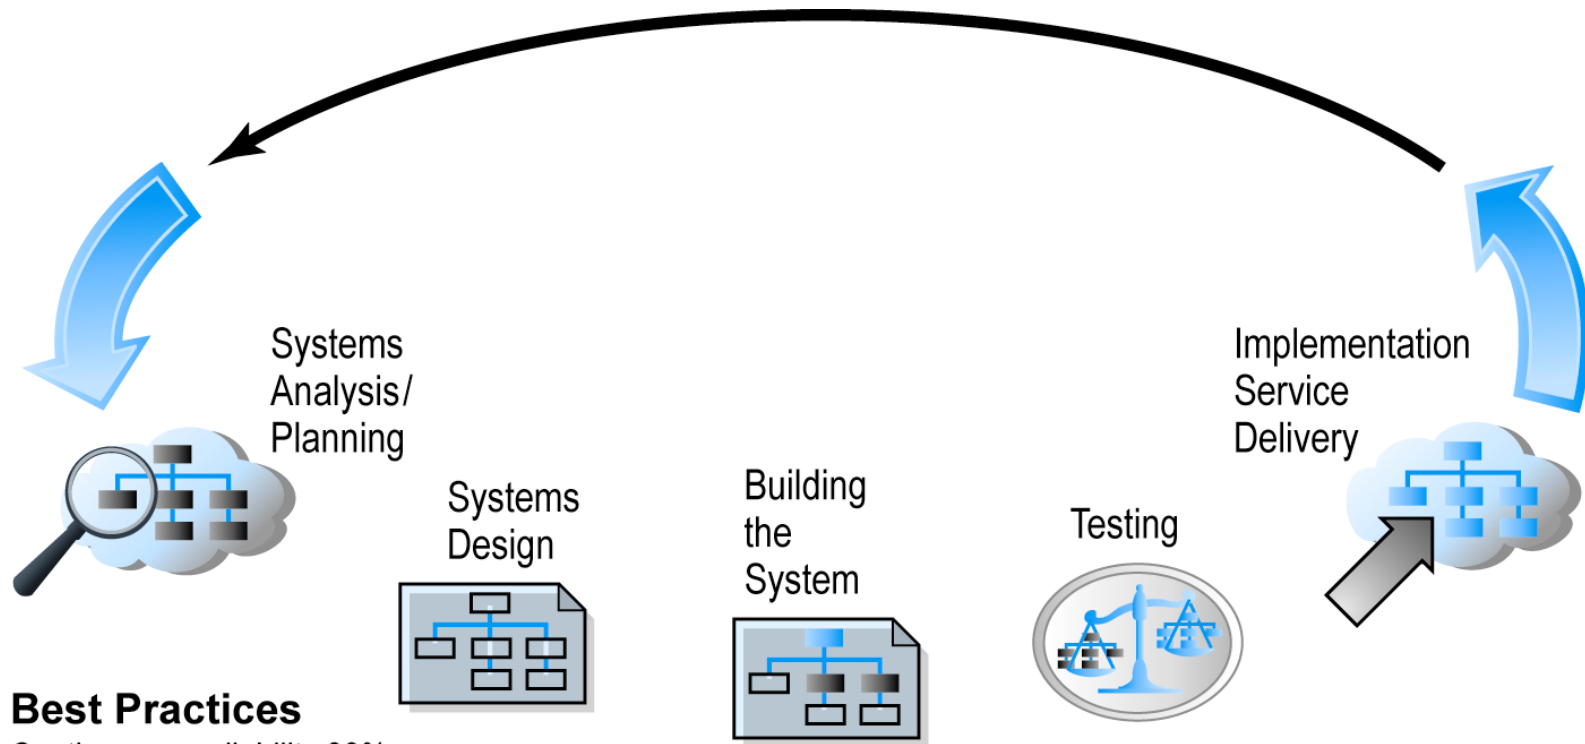 Systems
Analysis/
Planning
Systems
Design
Building
the
System
Testing
Implementation
Service
Delivery
Best Practices